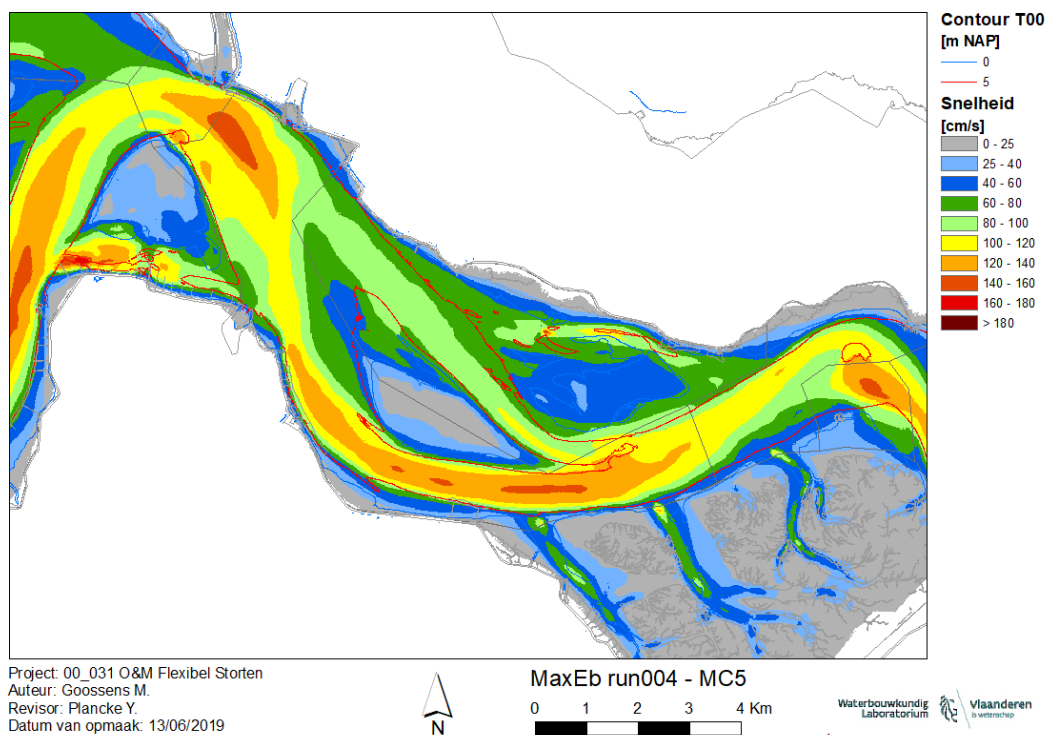 Contour T00
[m NAP]
0
5
Snelheid
[cm/s]
0 - 25
25 - 40
40 - 60
60 - 80
80 - 100
100 - 120
120 - 140
140 - 160
160 - 180
> 180
Project: 00_031 O&M Flexibel Storten
Auteur: Goossens M.
Revisor: Plancke Y.
Datum van opmaak: 13/06/2019
N
MaxEb run004 - MC5
0 1 2 3 4 Km
Waterbouwkundig
Laboratorium
Vlaanderen
is wetenschap